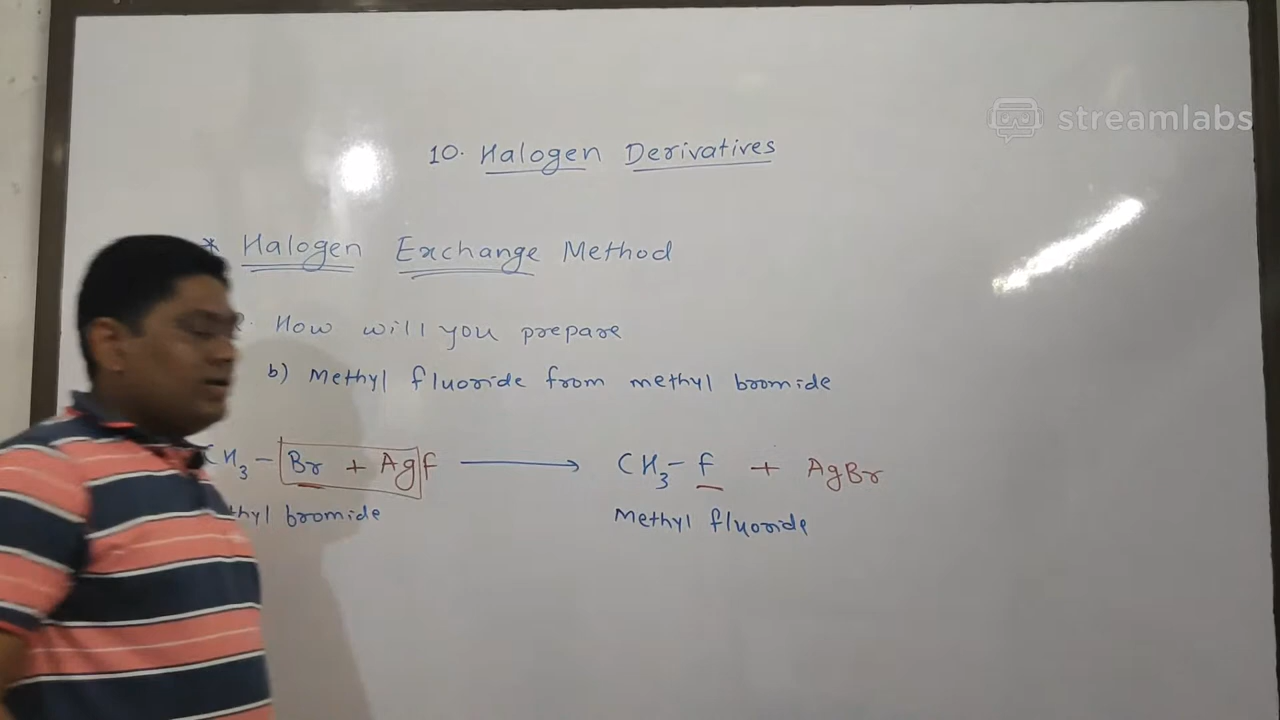 streamlabs
10. Halogen Derivatives
* Halogen Exchange Method
How will you prepare
b) Methyl fluoride from methyl bromide
CH3 - Br + Agf ⟶ CH3 - f + AgBr
bromide Methyl fluoride